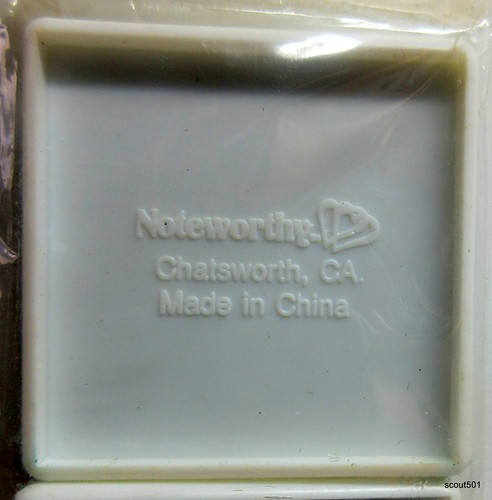 Noteworthy
Chatsworth, CA.
Made in China
scout501